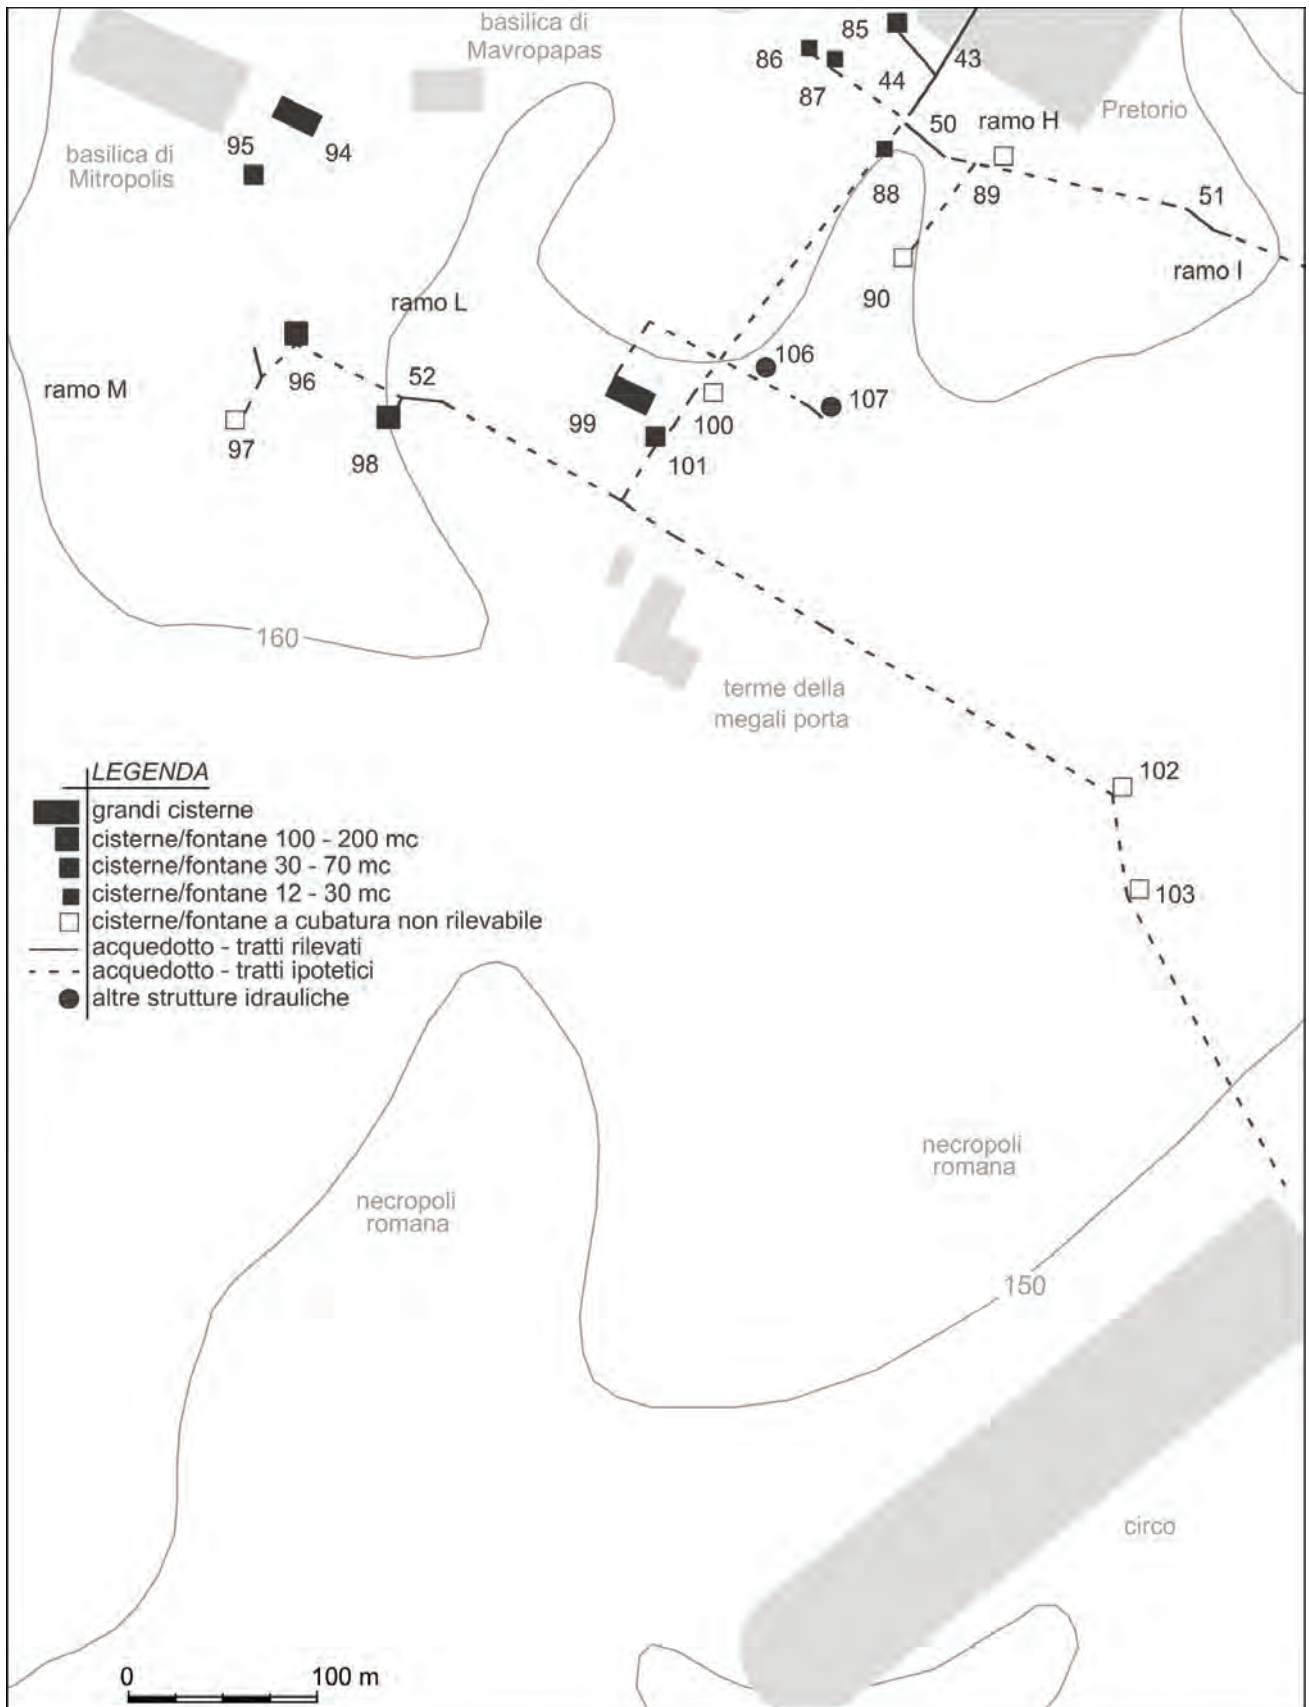 basilica di
Mavropapas
85
86
87
44
43
50
ramo H
Pretorio
95
94
basilica di
Mitropolis
88
89
51
90
ramo I
ramo L
ramo M
96
52
106
107
97
98
99
100
101
160
terme della
megali porta
102
103
LEGENDA
grandi cisterne
cisterne/fontane 100 - 200 mc
cisterne/fontane 30 - 70 mc
cisterne/fontane 12 - 30 mc
cisterne/fontane a cubatura non rilevabile
acquedotto - tratti rilevati
acquedotto - tratti ipotetici
altre strutture idrauliche
necropoli
romana
necropoli
romana
150
circo
0 100 m